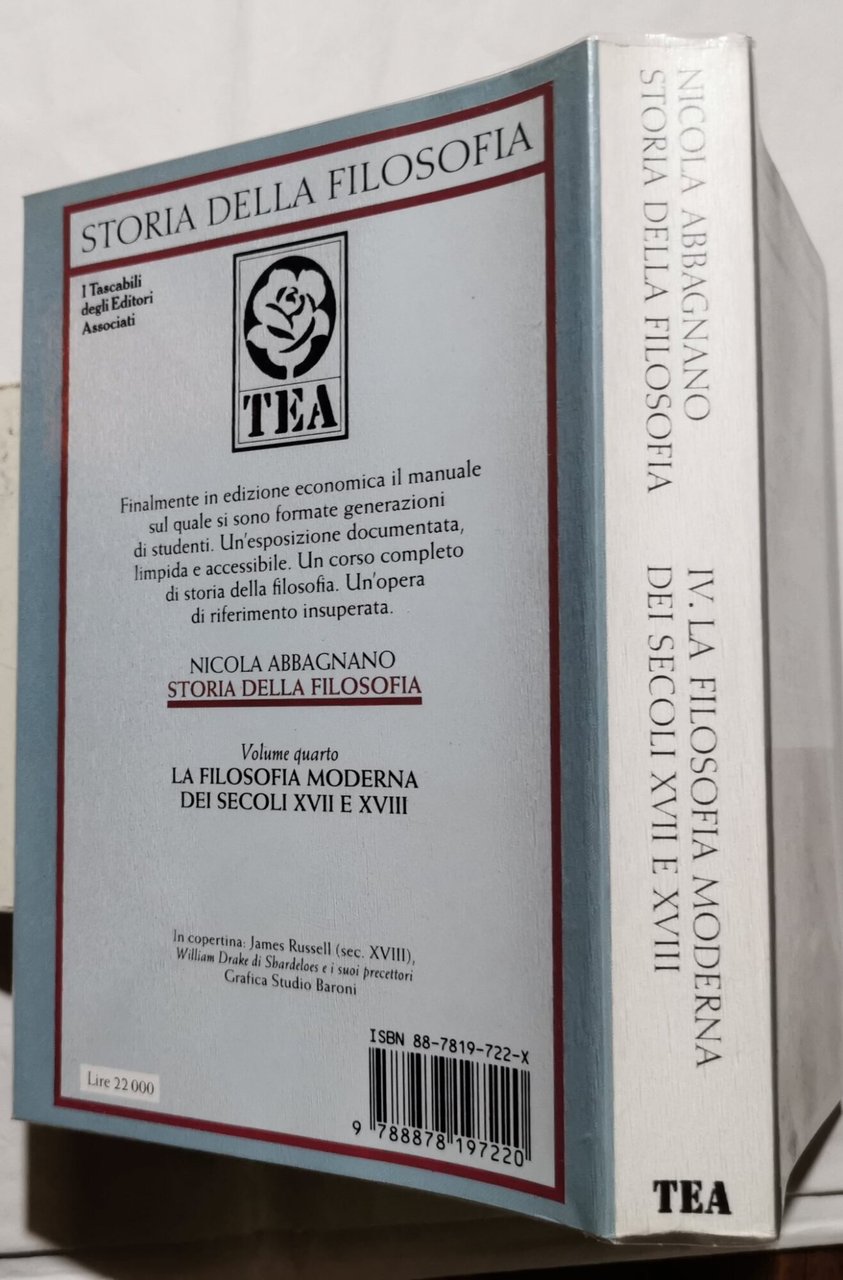 STORIA DELLA FILOSOFIA
I Tascabili
degli Editori
Associati
TEA
Finalmente in edizione economica il manuale
sul quale si sono formate generazioni
di studenti. Un'esposizione documentata,
limpida e accessibile. Un corso completo
di storia della filosofia. Un'opera
di riferimento insuperata.
NICOLA ABBAGNANO
STORIA DELLA FILOSOFIA
Volume quarto
LA FILOSOFIA MODERNA
DEI SECOLI XVII E XVIII
In copertina: James Russell (sec. XVIII),
William Drake di Shardeloes e i suoi precettori
Grafica Studio Baroni
Lire 22 000
ISBN 88-7819-722-X
9 788878 197220
NICOLA ABBAGNANO
STORIA DELLA FILOSOFIA
IV. LA FILOSOFIA MODERNA
DEI SECOLI XVII E XVIII
TEA